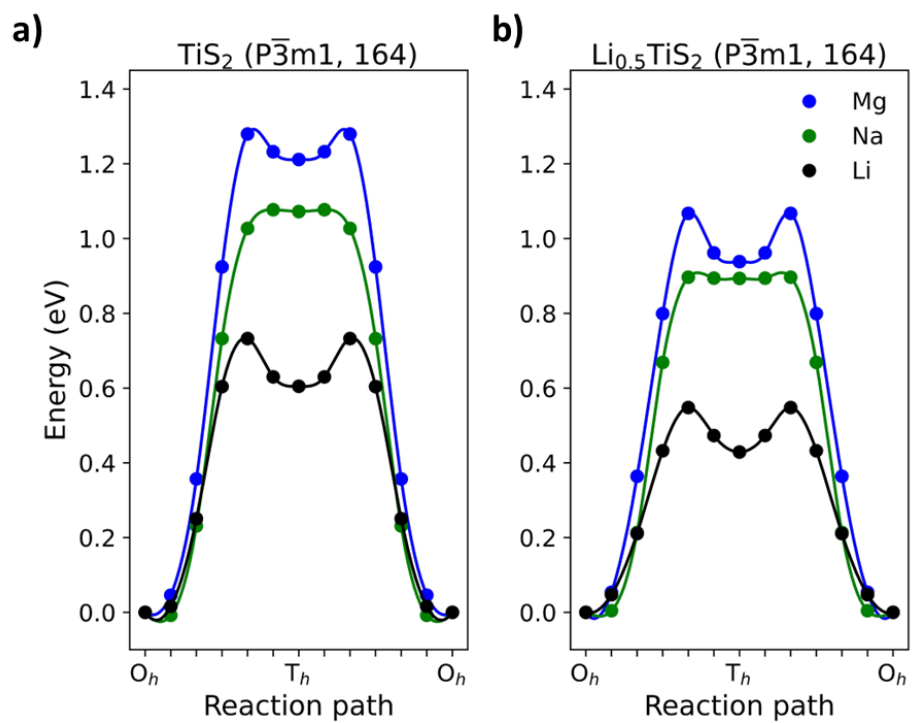 a)
TiS₂ (P3̅m1, 164)
1.4
1.2
1.0
0.8
0.6
0.4
0.2
0.0
Energy (eV)
Oₕ
Tₕ
Oₕ
Reaction path
b)
Li₀.₅TiS₂ (P3̅m1, 164)
Mg
Na
Li
1.4
1.2
1.0
0.8
0.6
0.4
0.2
0.0
Oₕ
Tₕ
Oₕ
Reaction path